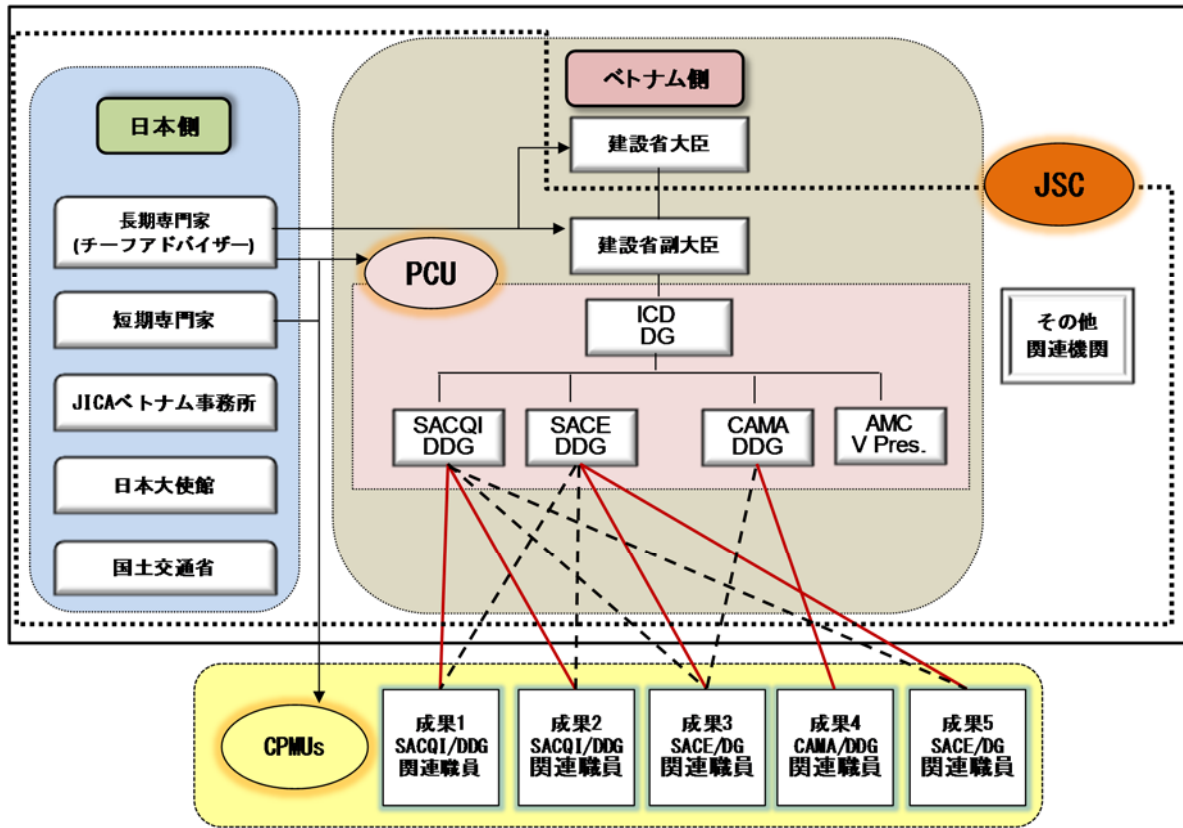 ベトナム側
日本側
建設省大臣
JSC
長期専門家
(チーフアドバイザー)
建設省副大臣
PCU
短期専門家
ICD
DG
その他
関連機関
JICAベトナム事務所
SACQI
DDG
SACE
DDG
CAMA
DDG
AMC
V Pres.
日本大使館
国土交通省
CPMUs
成果1
SACQI/DDG
関連職員
成果2
SACQI/DDG
関連職員
成果3
SACE/DG
関連職員
成果4
CAMA/DDG
関連職員
成果5
SACE/DG
関連職員